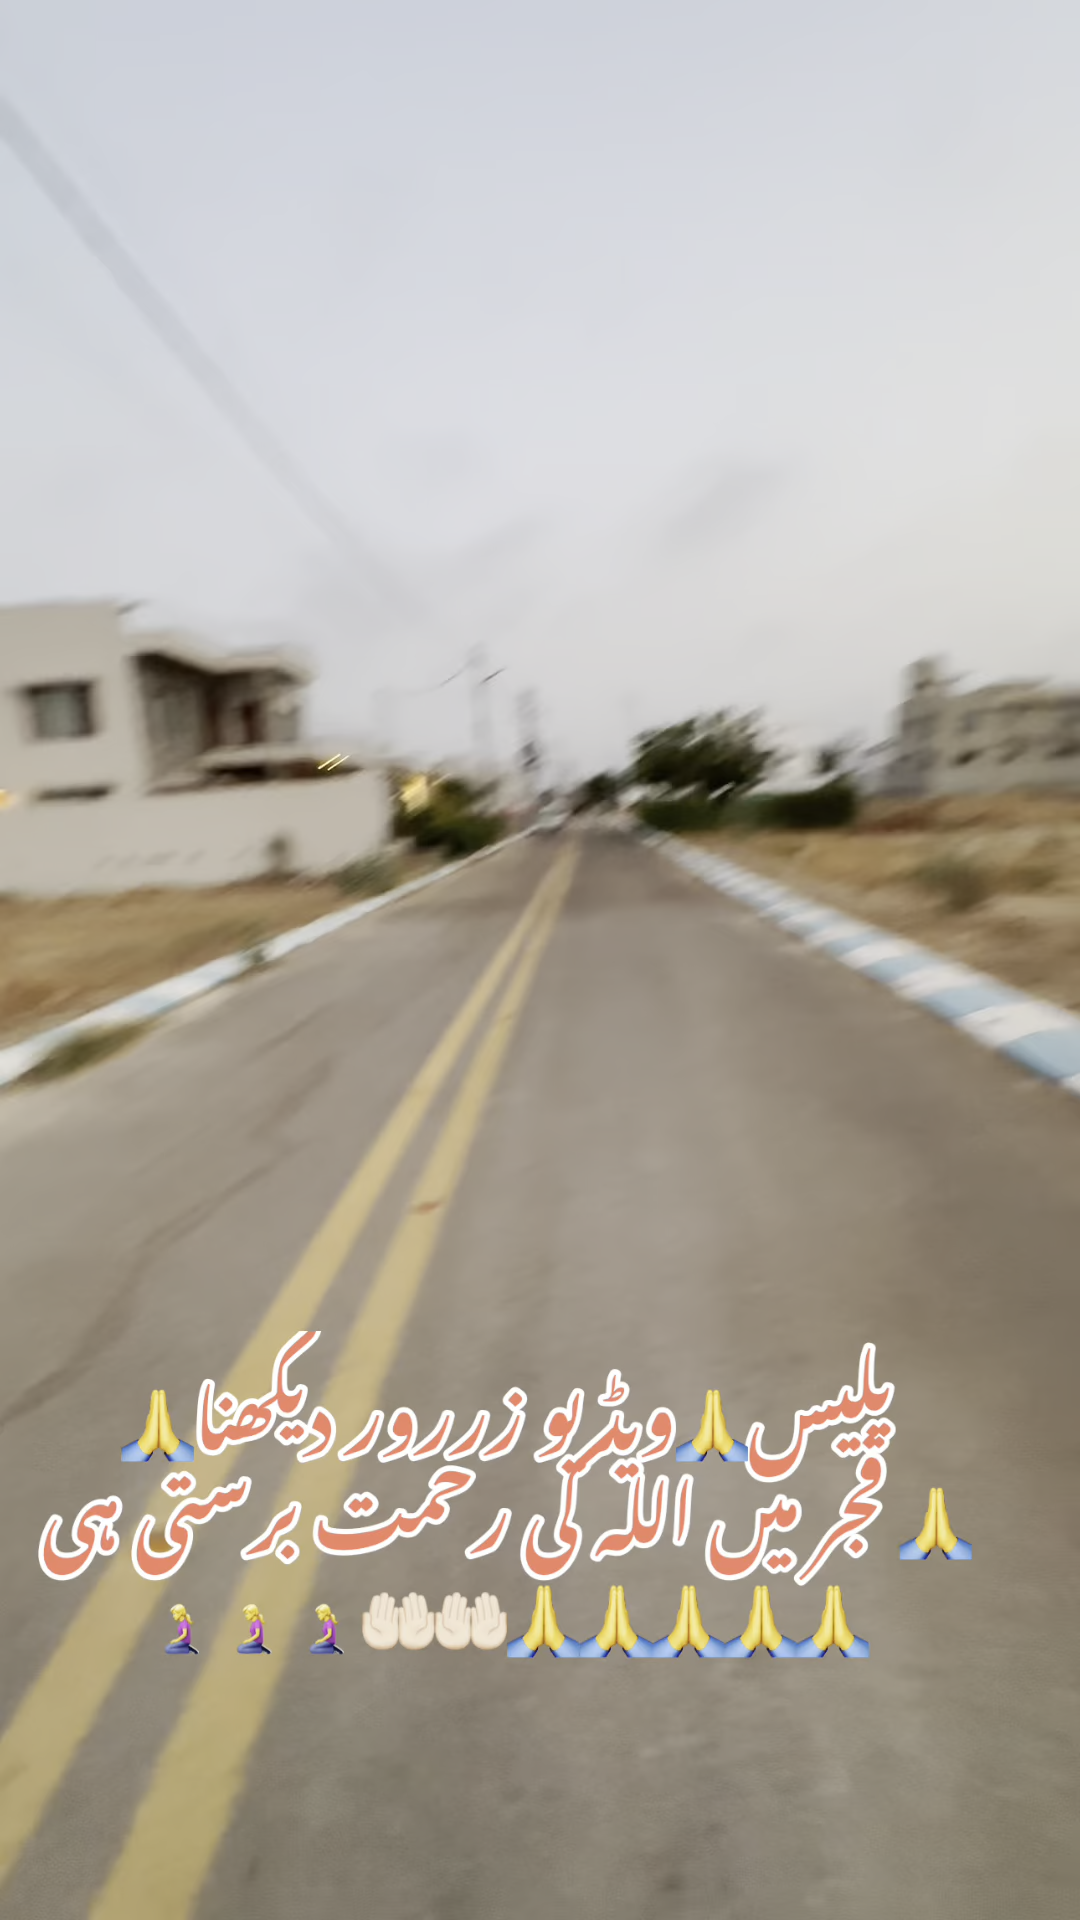 پلیس🙏ویڈیو زررور دیکھنا🙏
🙏 فجر میں اللہ کی رحمت برستی ہی
🙏🙏🙏🙏🙏🤲🏻🤲🏻🧎‍♀️🧎‍♀️🧎‍♀️